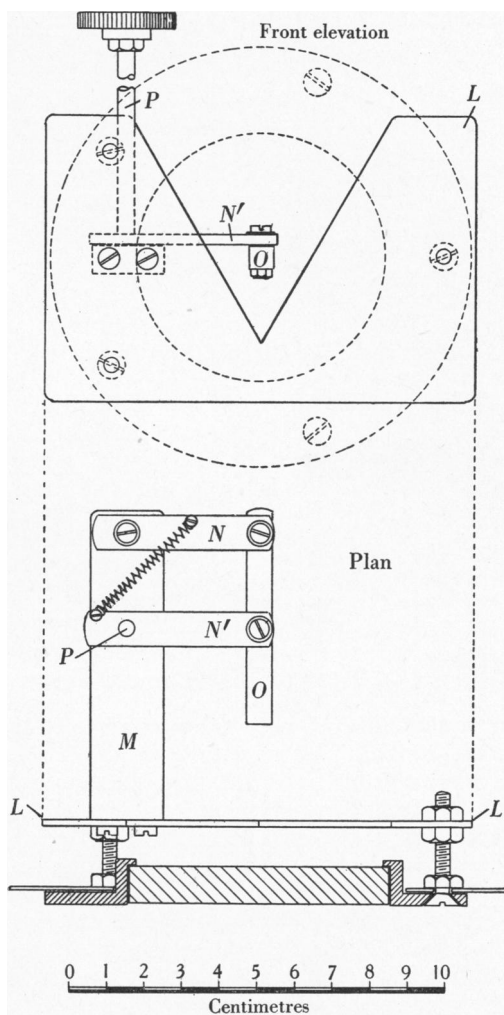 Front elevation
P
L
N'
O
N
Plan
N'
P
O
M
L
L
0 1 2 3 4 5 6 7 8 9 10
Centimetres